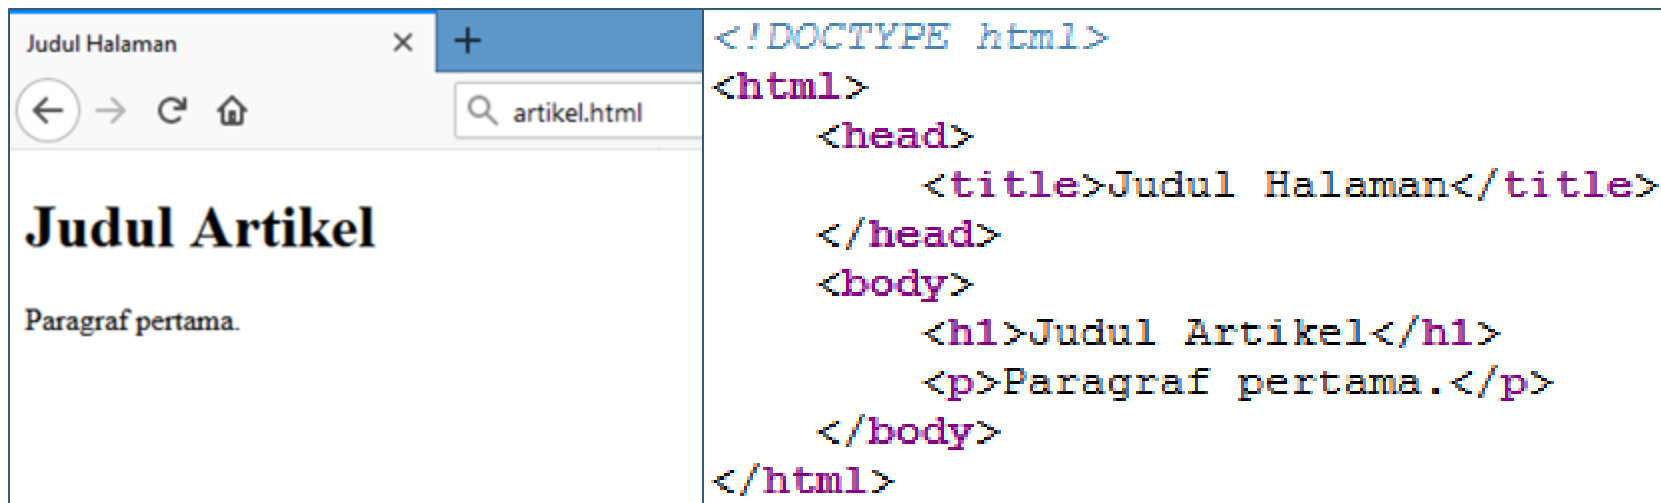 Judul Halaman
artikel.html
Judul Artikel
Paragraf pertama.
<!DOCTYPE html>
<html>
<head>
<title>Judul Halaman</title>
</head>
<body>
<h1>Judul Artikel</h1>
<p>Paragraf pertama.</p>
</body>
</html>